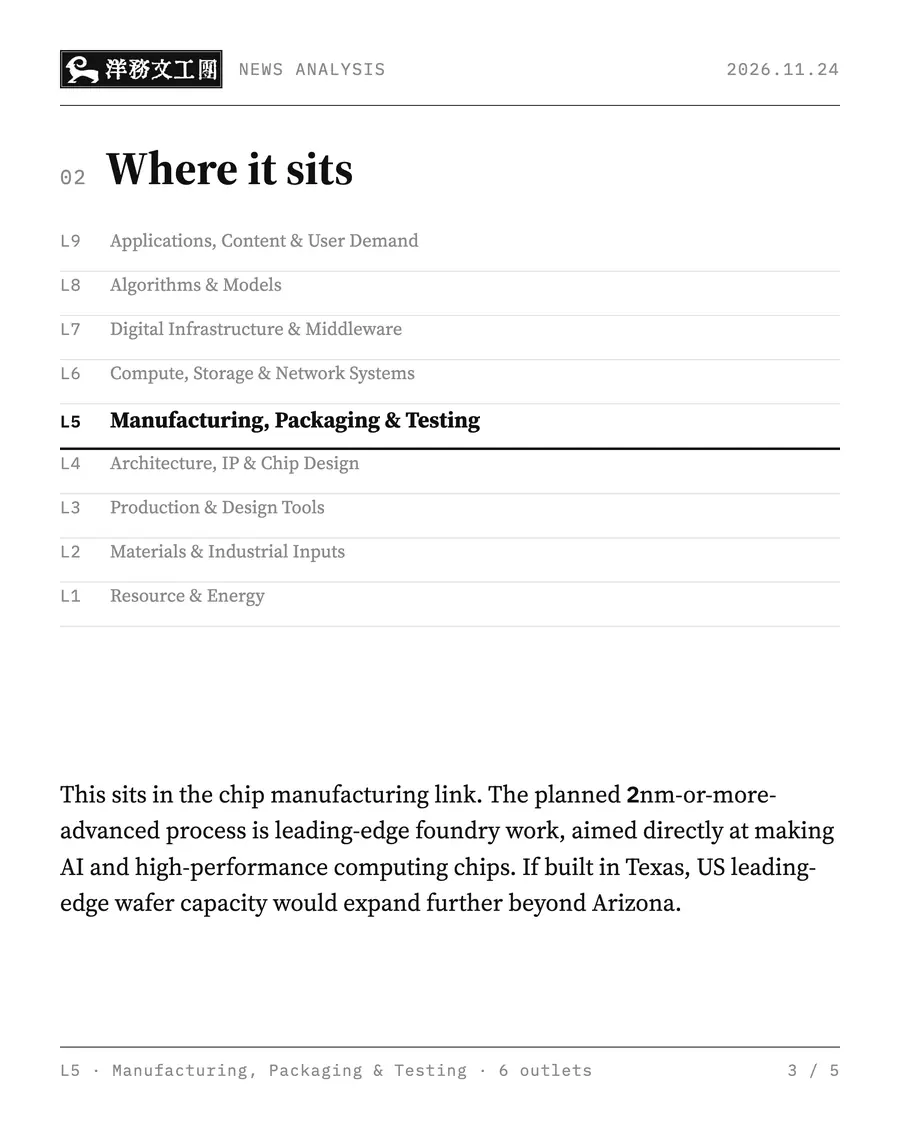 洋務文工團 NEWS ANALYSIS 2026.11.24
02 Where it sits
L9 Applications, Content & User Demand
L8 Algorithms & Models
L7 Digital Infrastructure & Middleware
L6 Compute, Storage & Network Systems
L5 Manufacturing, Packaging & Testing
L4 Architecture, IP & Chip Design
L3 Production & Design Tools
L2 Materials & Industrial Inputs
L1 Resource & Energy
This sits in the chip manufacturing link. The planned 2nm-or-more-
advanced process is leading-edge foundry work, aimed directly at making
AI and high-performance computing chips. If built in Texas, US leading-
edge wafer capacity would expand further beyond Arizona.
L5 · Manufacturing, Packaging & Testing · 6 outlets 3 / 5